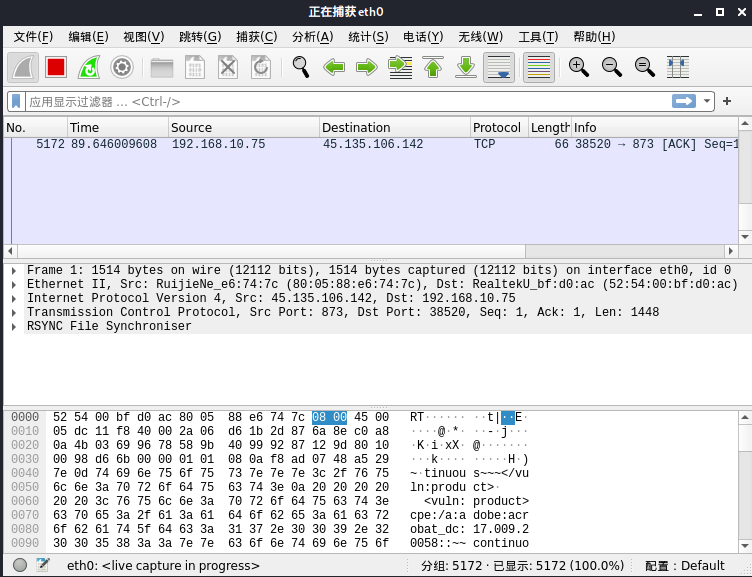 正在捕获eth0
文件(F) 编辑(E) 视图(V) 跳转(G) 捕获(C) 分析(A) 统计(S) 电话(Y) 无线(W) 工具(T) 帮助(H)
应用显示过滤器 … <Ctrl-/>
No. Time Source Destination Protocol Length Info
5172 89.646009608 192.168.10.75 45.135.106.142 TCP 66 38520 → 873 [ACK] Seq=1
Frame 1: 1514 bytes on wire (12112 bits), 1514 bytes captured (12112 bits) on interface eth0, id 0
Ethernet II, Src: RuijieNe_e6:74:7c (80:05:88:e6:74:7c), Dst: RealtekU_bf:d0:ac (52:54:00:bf:d0:ac)
Internet Protocol Version 4, Src: 45.135.106.142, Dst: 192.168.10.75
Transmission Control Protocol, Src Port: 873, Dst Port: 38520, Seq: 1, Ack: 1, Len: 1448
RSYNC File Synchroniser
0000 52 54 00 bf d0 ac 80 05 88 e6 74 7c 08 00 45 00 RT······ ··t|··E·
0010 05 dc 11 f8 40 00 2a 06 d6 1b 2d 87 6a 8e c0 a8 ····@·*· ··-·j···
0020 0a 4b 03 69 96 78 58 9b 40 99 92 87 12 9d 80 10 ·K·i·xX· @·······
0030 00 98 d6 6b 00 00 01 01 08 0a f8 ad 07 48 a5 29 ···k···· ·····H·)
0040 7e 0d 74 69 6e 75 6f 75 73 7e 7e 7e 3c 2f 76 75 ~·tinuou s~~~</vu
0050 6c 6e 3a 70 72 6f 64 75 63 74 3e 0a 20 20 20 20 ln:produ ct>·
0060 20 20 3c 76 75 6c 6e 3a 70 72 6f 64 75 63 74 3e <vuln: product>
0070 63 70 65 3a 2f 61 3a 61 64 6f 62 65 3a 61 63 72 cpe:/a:a dobe:acr
0080 6f 62 61 74 5f 64 63 3a 31 37 2e 30 30 39 2e 32 obat_dc: 17.009.2
0090 30 30 35 38 3a 3a 7e 7e 63 6f 6e 74 69 6e 75 6f 0058::~~ continuo
eth0: <live capture in progress> 分组: 5172 · 已显示: 5172 (100.0%) 配置：Default